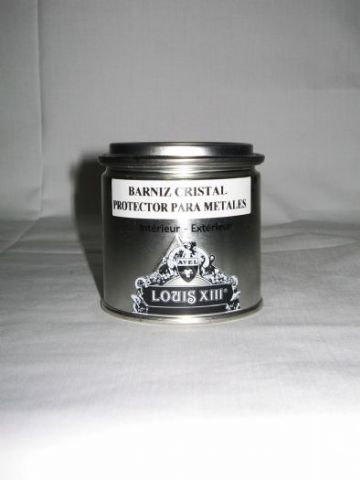 BARNIZ CRISTAL
PROTECTOR PARA METALES
Intérieur - Extérieur
AVEL
LOUIS XIII®